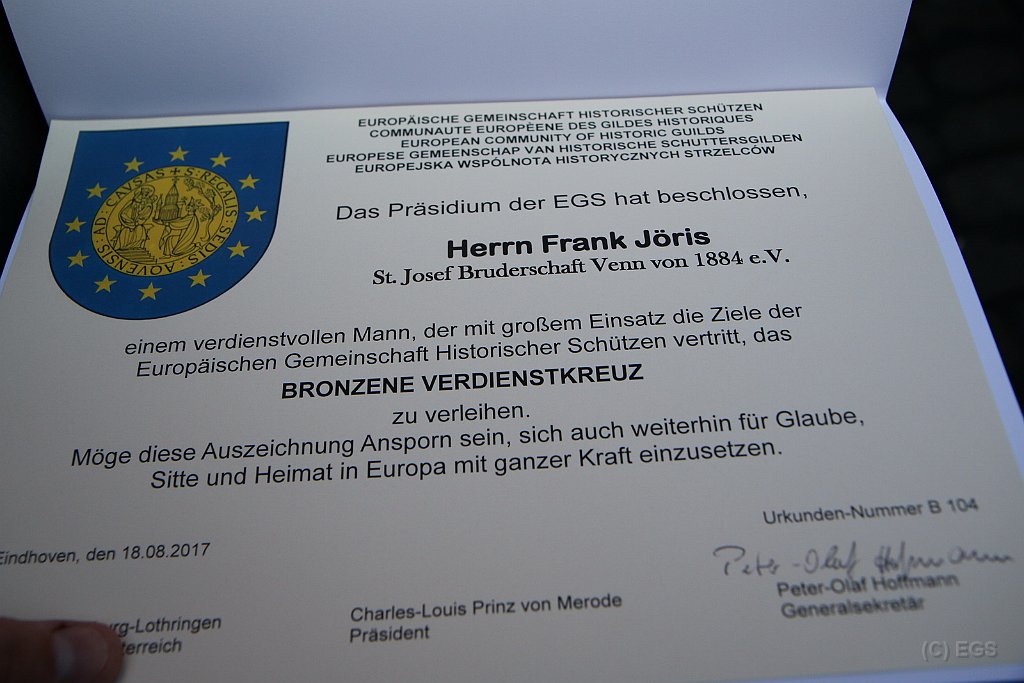 EUROPÄISCHE GEMEINSCHAFT HISTORISCHER SCHÜTZEN
COMMUNAUTE EUROPÈENE DES GILDES HISTORIQUES
EUROPEAN COMMUNITY OF HISTORIC GUILDS
EUROPESE GEMEENSCHAP VAN HISTORISCHE SCHUTTERSGILDEN
EUROPEJSKA WSPÓLNOTA HISTORYCZNYCH STRZELCÓW
AD CAVSAS + S REGALIS SEDIS AQVENSIS
Das Präsidium der EGS hat beschlossen,
Herrn Frank Jöris
St. Josef Bruderschaft Venn von 1884 e.V.
einem verdienstvollen Mann, der mit großem Einsatz die Ziele der
Europäischen Gemeinschaft Historischer Schützen vertritt, das
BRONZENE VERDIENSTKREUZ
zu verleihen.
Möge diese Auszeichnung Ansporn sein, sich auch weiterhin für Glaube,
Sitte und Heimat in Europa mit ganzer Kraft einzusetzen.
Urkunden-Nummer B 104
Eindhoven, den 18.08.2017
Peter-Olaf Hoffmann
Peter-Olaf Hoffmann
Generalsekretär
Charles-Louis Prinz von Merode
Präsident
rg-Lothringen
terreich
(C) EGS